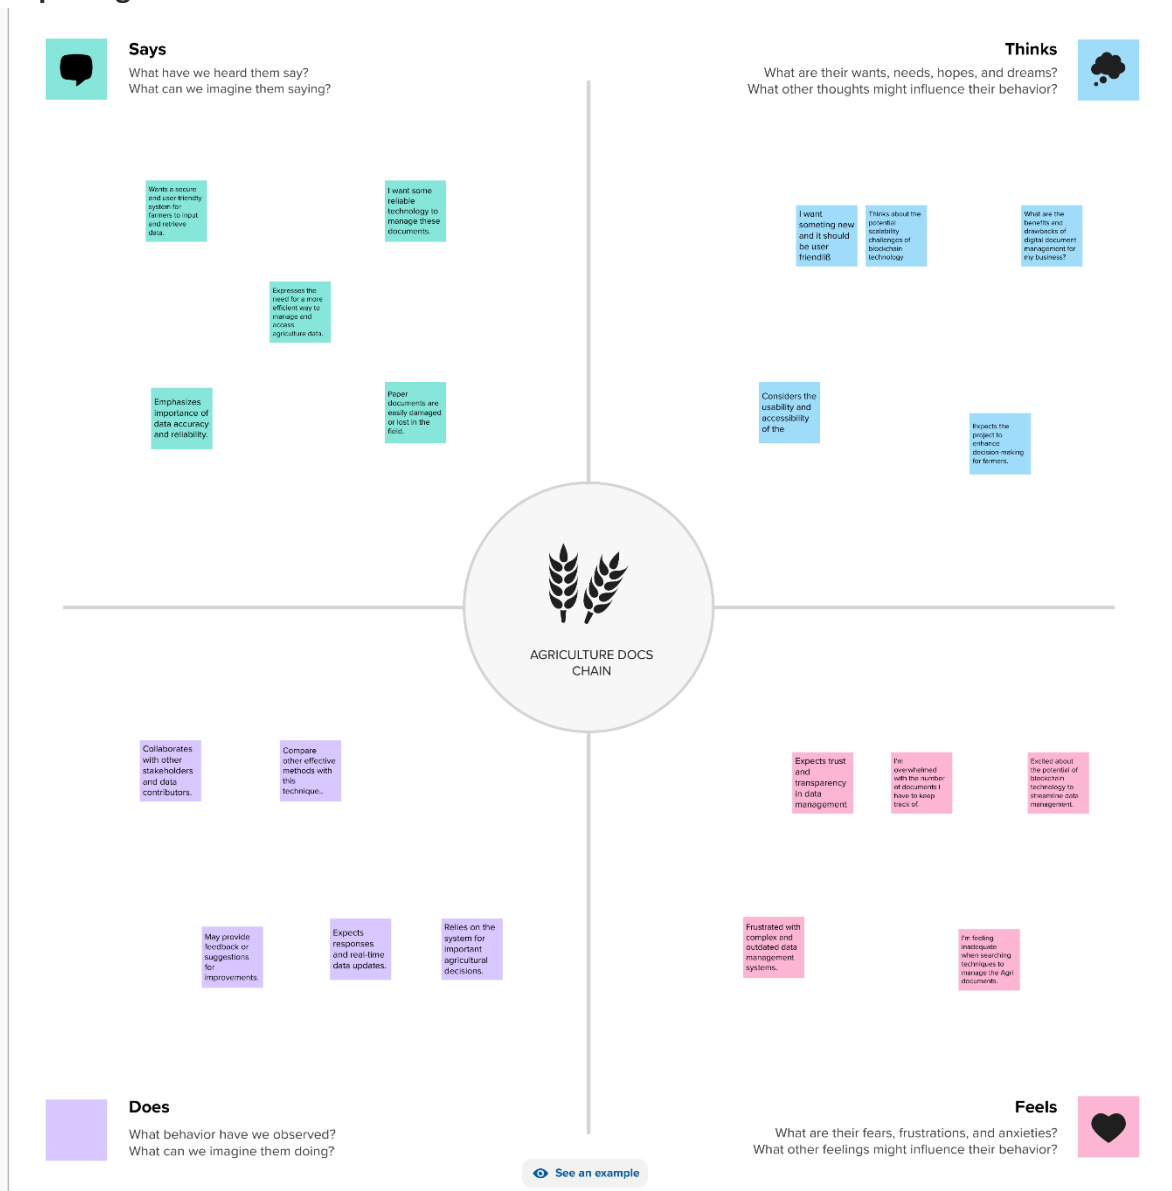 Says
What have we heard them say?
What can we imagine them saying?
Thinks
What are their wants, needs, hopes, and dreams?
What other thoughts might influence their behavior?
Wants a secure
and user-friendly
system for
farmers to input
and retrieve
data.
I want some
reliable
technology to
manage these
documents.
Expresses the
need for a more
efficient way to
manage and
access
agriculture data.
Emphasizes
importance of
data accuracy
and reliability.
Paper
documents are
easily damaged
or lost in the
field.
I want
someting new
and it should
be user
friendliß
Thinks about the
potential
scalability
challenges of
blockchain
technology
What are the
benefits and
drawbacks of
digital document
management for
my business?
Considers the
usability and
accessibility
of the
Expects the
project to
enhance
decision-making
for farmers.
AGRICULTURE DOCS
CHAIN
Collaborates
with other
stakeholders
and data
contributors.
Compare
other effective
methods with
this
technique..
May provide
feedback or
suggestions
for
improvements.
Expects
responses
and real-time
data updates.
Relies on the
system for
important
agricultural
decisions.
Expects trust
and
transparency
in data
management
I'm
overwhelmed
with the number
of documents I
have to keep
track of.
Excited about
the potential of
blockchain
technology to
streamline data
management.
Frustrated with
complex and
outdated data
management
systems.
I'm feeling
inadequate
when searching
techniques to
manage the Agri
documents.
Does
What behavior have we observed?
What can we imagine them doing?
Feels
What are their fears, frustrations, and anxieties?
What other feelings might influence their behavior?
See an example